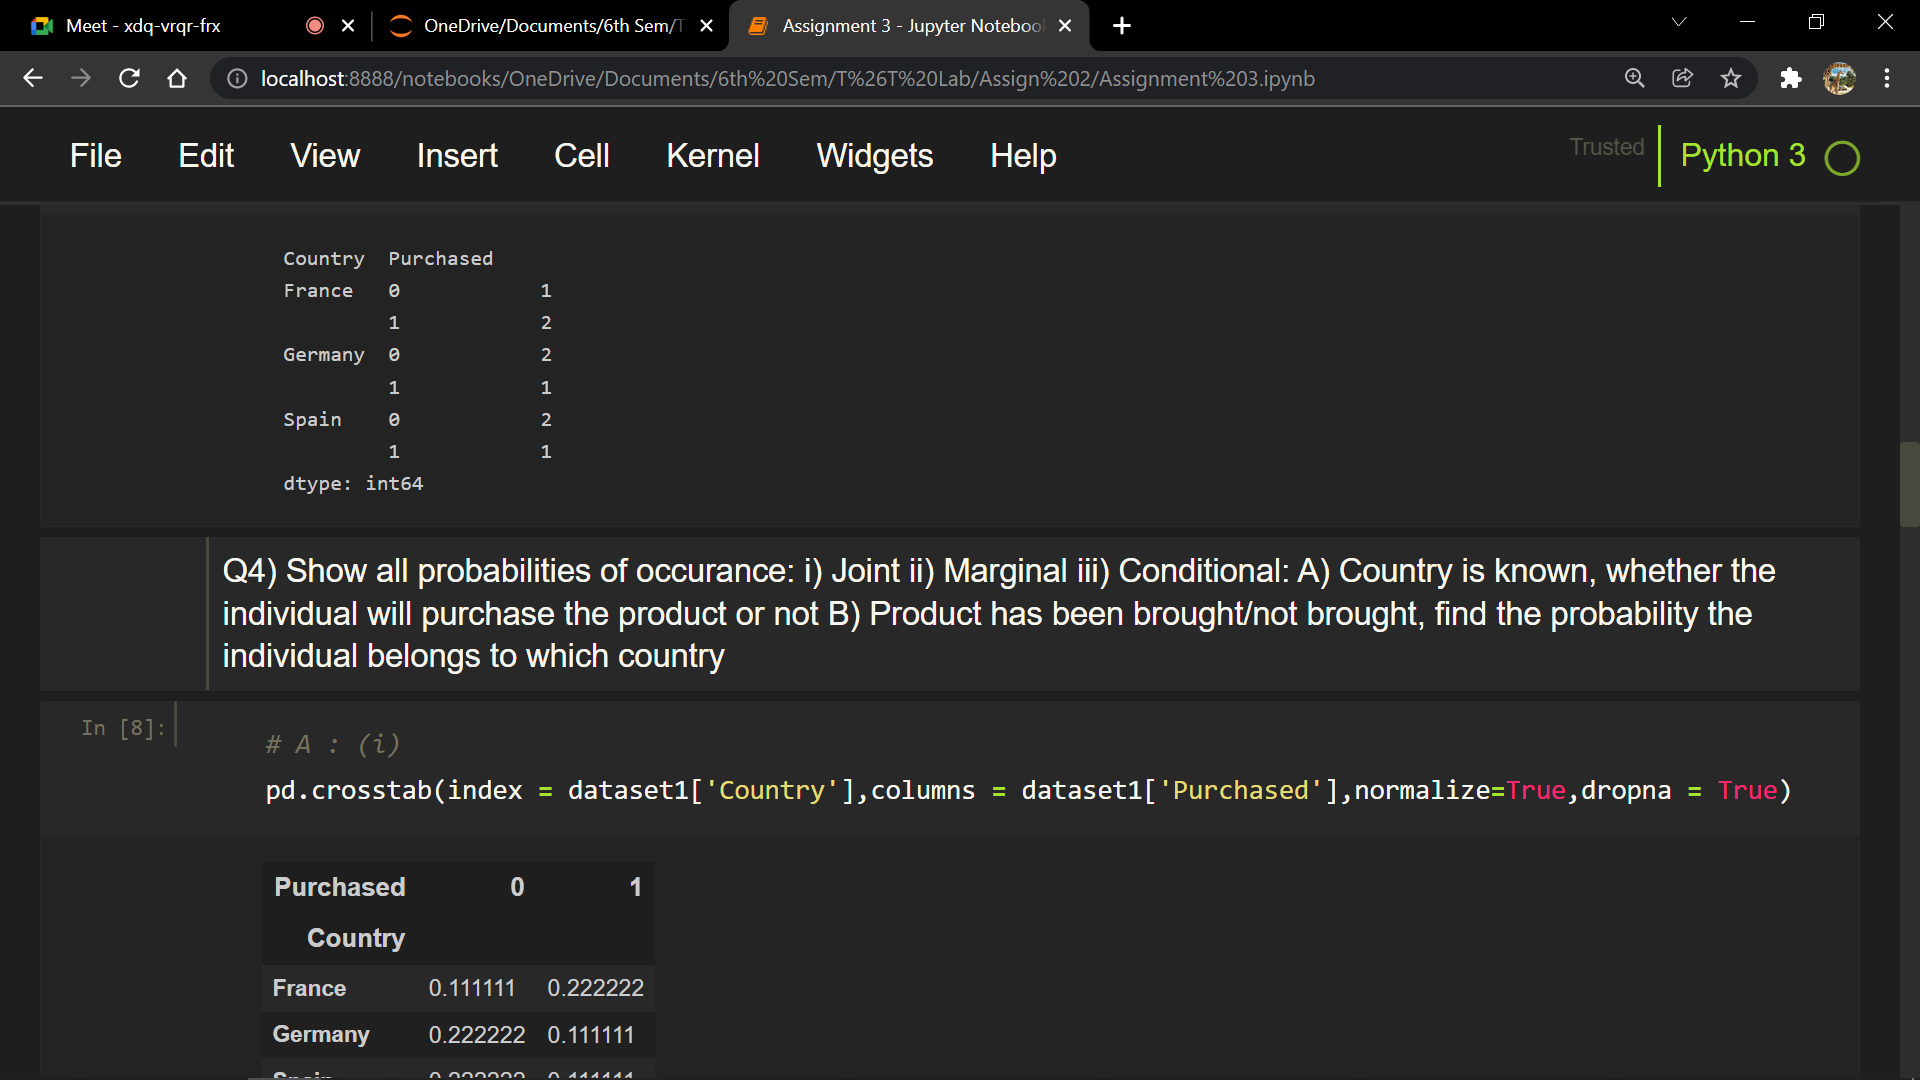 Meet - xdq-vrqr-frx
OneDrive/Documents/6th Sem/T
Assignment 3 - Jupyter Notebook
localhost:8888/notebooks/OneDrive/Documents/6th%20Sem/T%26T%20Lab/Assign%202/Assignment%203.ipynb
File Edit View Insert Cell Kernel Widgets Help Trusted Python 3
Country Purchased
France 0 1
1 2
Germany 0 2
1 1
Spain 0 2
1 1
dtype: int64
Q4) Show all probabilities of occurance: i) Joint ii) Marginal iii) Conditional: A) Country is known, whether the
individual will purchase the product or not B) Product has been brought/not brought, find the probability the
individual belongs to which country
In [8]:
# A : (i)
pd.crosstab(index = dataset1['Country'],columns = dataset1['Purchased'],normalize=True,dropna = True)
Purchased 0 1
Country
France 0.111111 0.222222
Germany 0.222222 0.111111
Spain 0.222222 0.111111